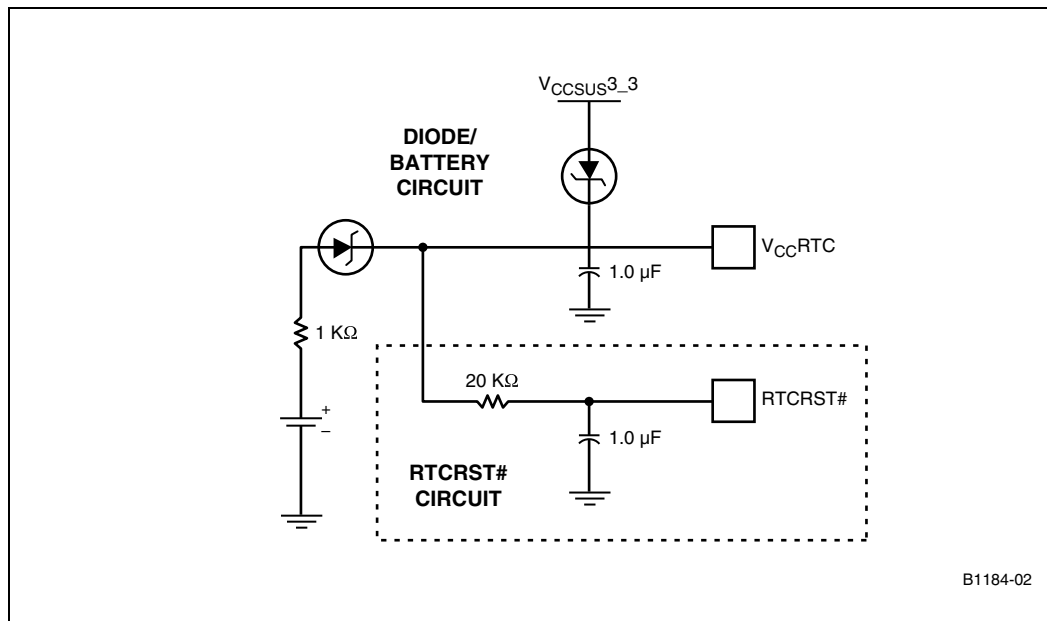 VCCSUS3_3
DIODE/
BATTERY
CIRCUIT
VCCRTC
1.0 µF
1 KΩ
20 KΩ
RTCRST#
+
–
1.0 µF
RTCRST#
CIRCUIT
B1184-02